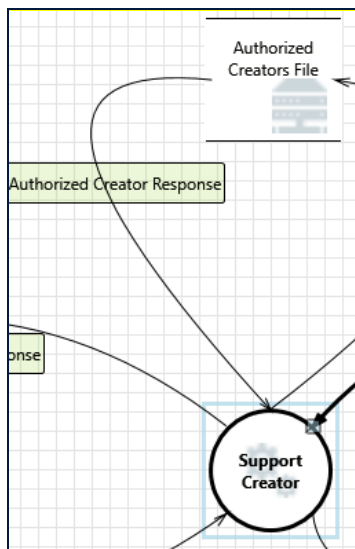 Authorized
Creators File
Authorized Creator Response
onse
Support
Creator